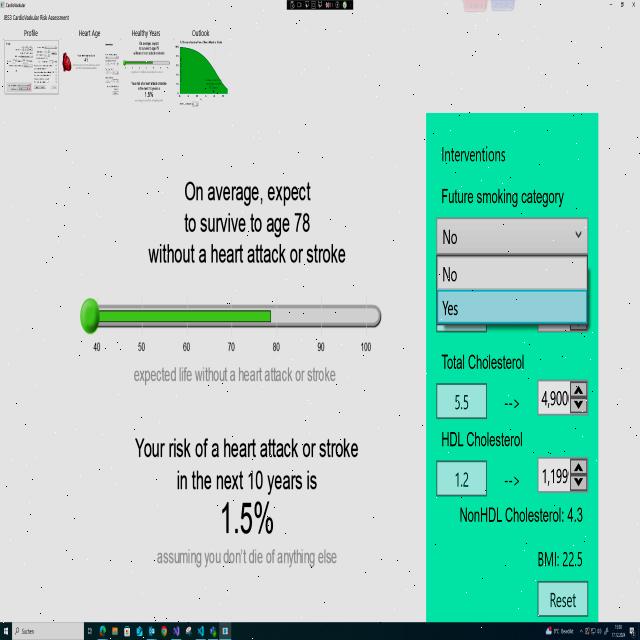 CardioVadcular
JBS3 CardioVadcular Risk Assessment
Profile
Heart Age
Healthy Years
Outlook
On average, expect
to survive to age 78
without a heart attack or stroke
40 50 60 70 80 90 100
expected life without a heart attack or stroke
Your risk of a heart attack or stroke
in the next 10 years is
1.5%
assuming you don't die of anything else
Interventions
Future smoking category
No
No
Yes
Total Cholesterol
5.5 --> 4,900
HDL Cholesterol
1.2 --> 1,199
NonHDL Cholesterol: 4.3
BMI: 22.5
Reset
Suchen